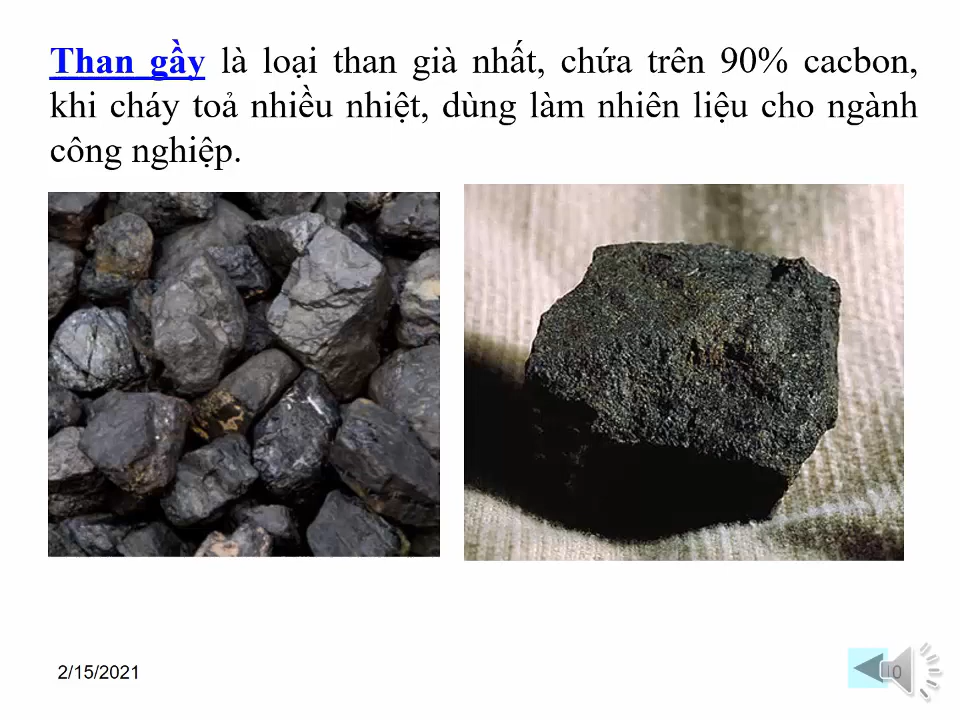 Than gầy là loại than già nhất, chứa trên 90% cacbon,
khi cháy toả nhiều nhiệt, dùng làm nhiên liệu cho ngành
công nghiệp.
2/15/2021